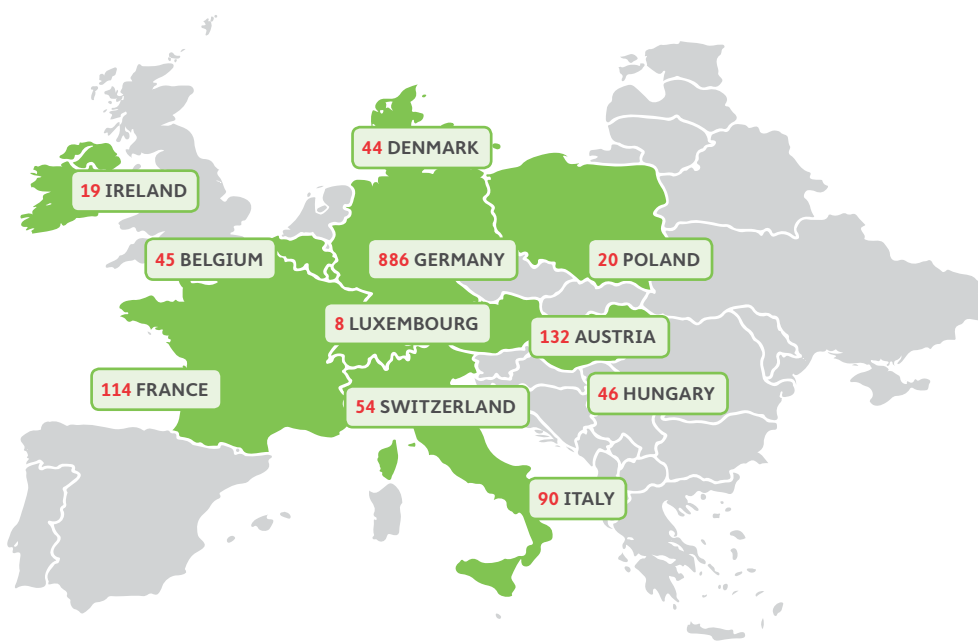 44 DENMARK
19 IRELAND
45 BELGIUM
886 GERMANY
20 POLAND
8 LUXEMBOURG
132 AUSTRIA
114 FRANCE
46 HUNGARY
54 SWITZERLAND
90 ITALY